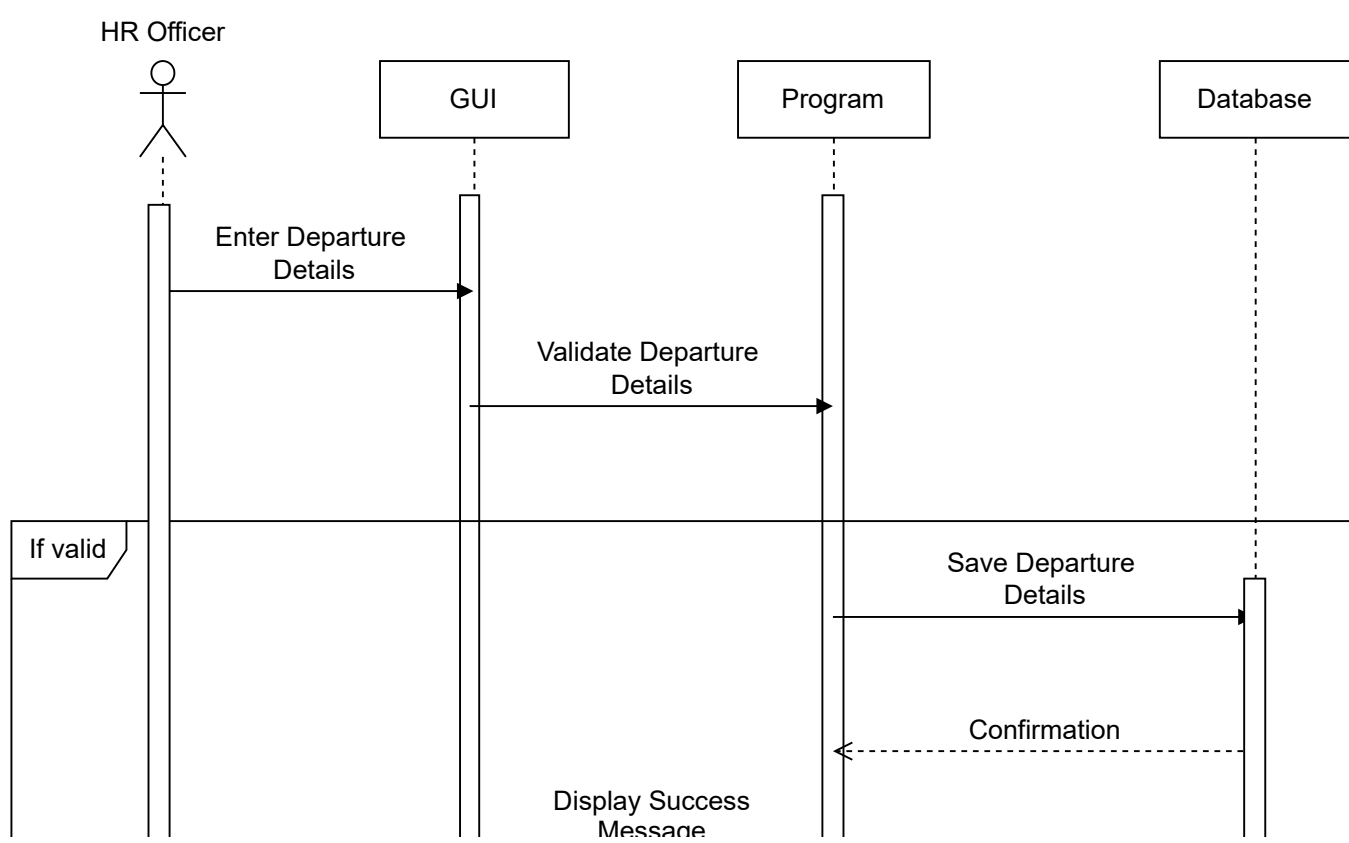 HR Officer
GUI
Program
Database
Enter Departure
Details
Validate Departure
Details
If valid
Save Departure
Details
Confirmation
Display Success
Message